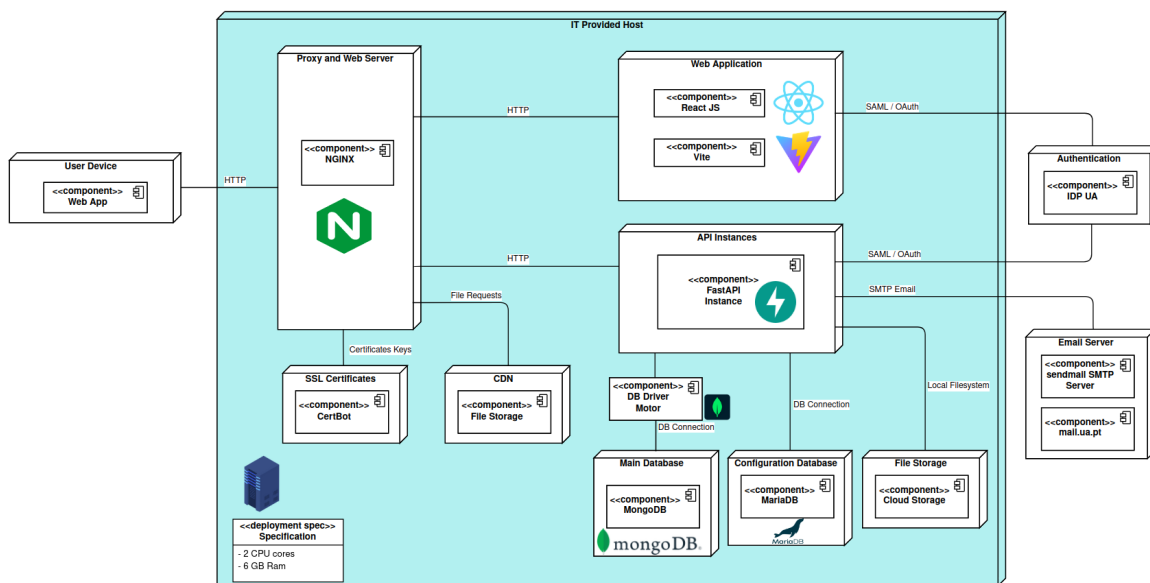 IT Provided Host
Proxy and Web Server
<<component>>
NGINX
Web Application
<<component>>
React JS
<<component>>
Vite
HTTP
SAML / OAuth
User Device
<<component>>
Web App
HTTP
Authentication
<<component>>
IDP UA
API Instances
<<component>>
FastAPI
Instance
HTTP
SAML / OAuth
SMTP Email
File Requests
Certificates Keys
Email Server
<<component>>
sendmail SMTP
Server
<<component>>
mail.ua.pt
SSL Certificates
<<component>>
CertBot
CDN
<<component>>
File Storage
<<component>>
DB Driver
Motor
DB Connection
DB Connection
Local Filesystem
Main Database
<<component>>
MongoDB
mongoDB®
Configuration Database
<<component>>
MariaDB
MariaDB
File Storage
<<component>>
Cloud Storage
<<deployment spec>>
Specification
- 2 CPU cores
- 6 GB Ram